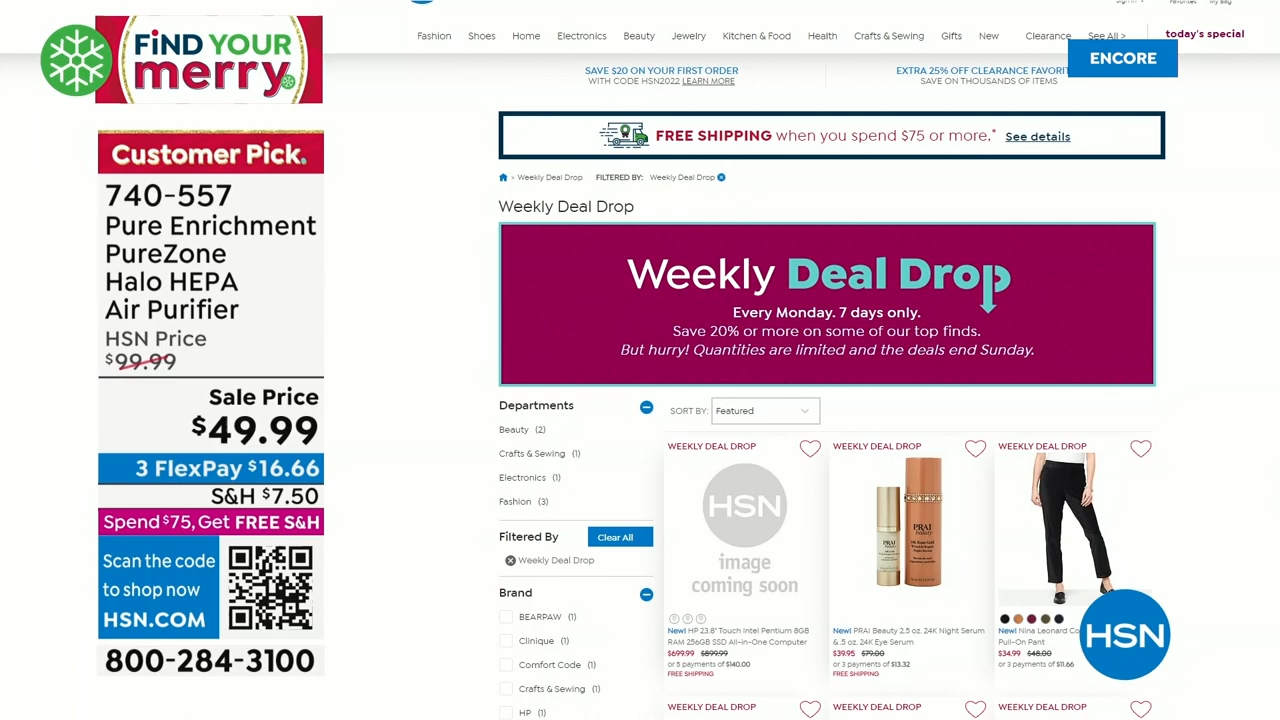 FiND YOUR
merry
Customer Pick.
740-557
Pure Enrichment
PureZone
Halo HEPA
Air Purifier
HSN Price
$99.99
Sale Price
$49.99
3 FlexPay $16.66
S&H $7.50
Spend $75, Get FREE S&H
Scan the code
to shop now
HSN.COM
800-284-3100
Fashion Shoes Home Electronics Beauty Jewelry Kitchen & Food Health Crafts & Sewing Gifts New Clearance See All > today's special
ENCORE
SAVE $20 ON YOUR FIRST ORDER
WITH CODE HSN2022 LEARN MORE
EXTRA 25% OFF CLEARANCE FAVORIT
SAVE ON THOUSANDS OF ITEMS
FREE SHIPPING when you spend $75 or more.* See details
> Weekly Deal Drop FILTERED BY: Weekly Deal Drop
Weekly Deal Drop
Weekly Deal Drop
Every Monday. 7 days only.
Save 20% or more on some of our top finds.
But hurry! Quantities are limited and the deals end Sunday.
Departments
Beauty (2)
Crafts & Sewing (1)
Electronics (1)
Fashion (3)
Filtered By Clear All
Weekly Deal Drop
Brand
BEARPAW (1)
Clinique (1)
Comfort Code (1)
Crafts & Sewing (1)
HP (1)
SORT BY: Featured
WEEKLY DEAL DROP
HSN
image
coming soon
New! HP 23.8" Touch Intel Pentium 8GB
RAM 256GB SSD All-in-One Computer
$699.99 $899.99
or 5 payments of $140.00
FREE SHIPPING
WEEKLY DEAL DROP
PRAI
beauty
PRAI
beauty
New! PRAI Beauty 2.5 oz. 24K Night Serum
& .5 oz. 24K Eye Serum
$39.95 $79.00
or 3 payments of $13.32
FREE SHIPPING
WEEKLY DEAL DROP
New! Nina Leonard Co
Pull-On Pant
$34.99 $48.00
or 3 payments of $11.66
HSN
WEEKLY DEAL DROP
WEEKLY DEAL DROP
WEEKLY DEAL DROP